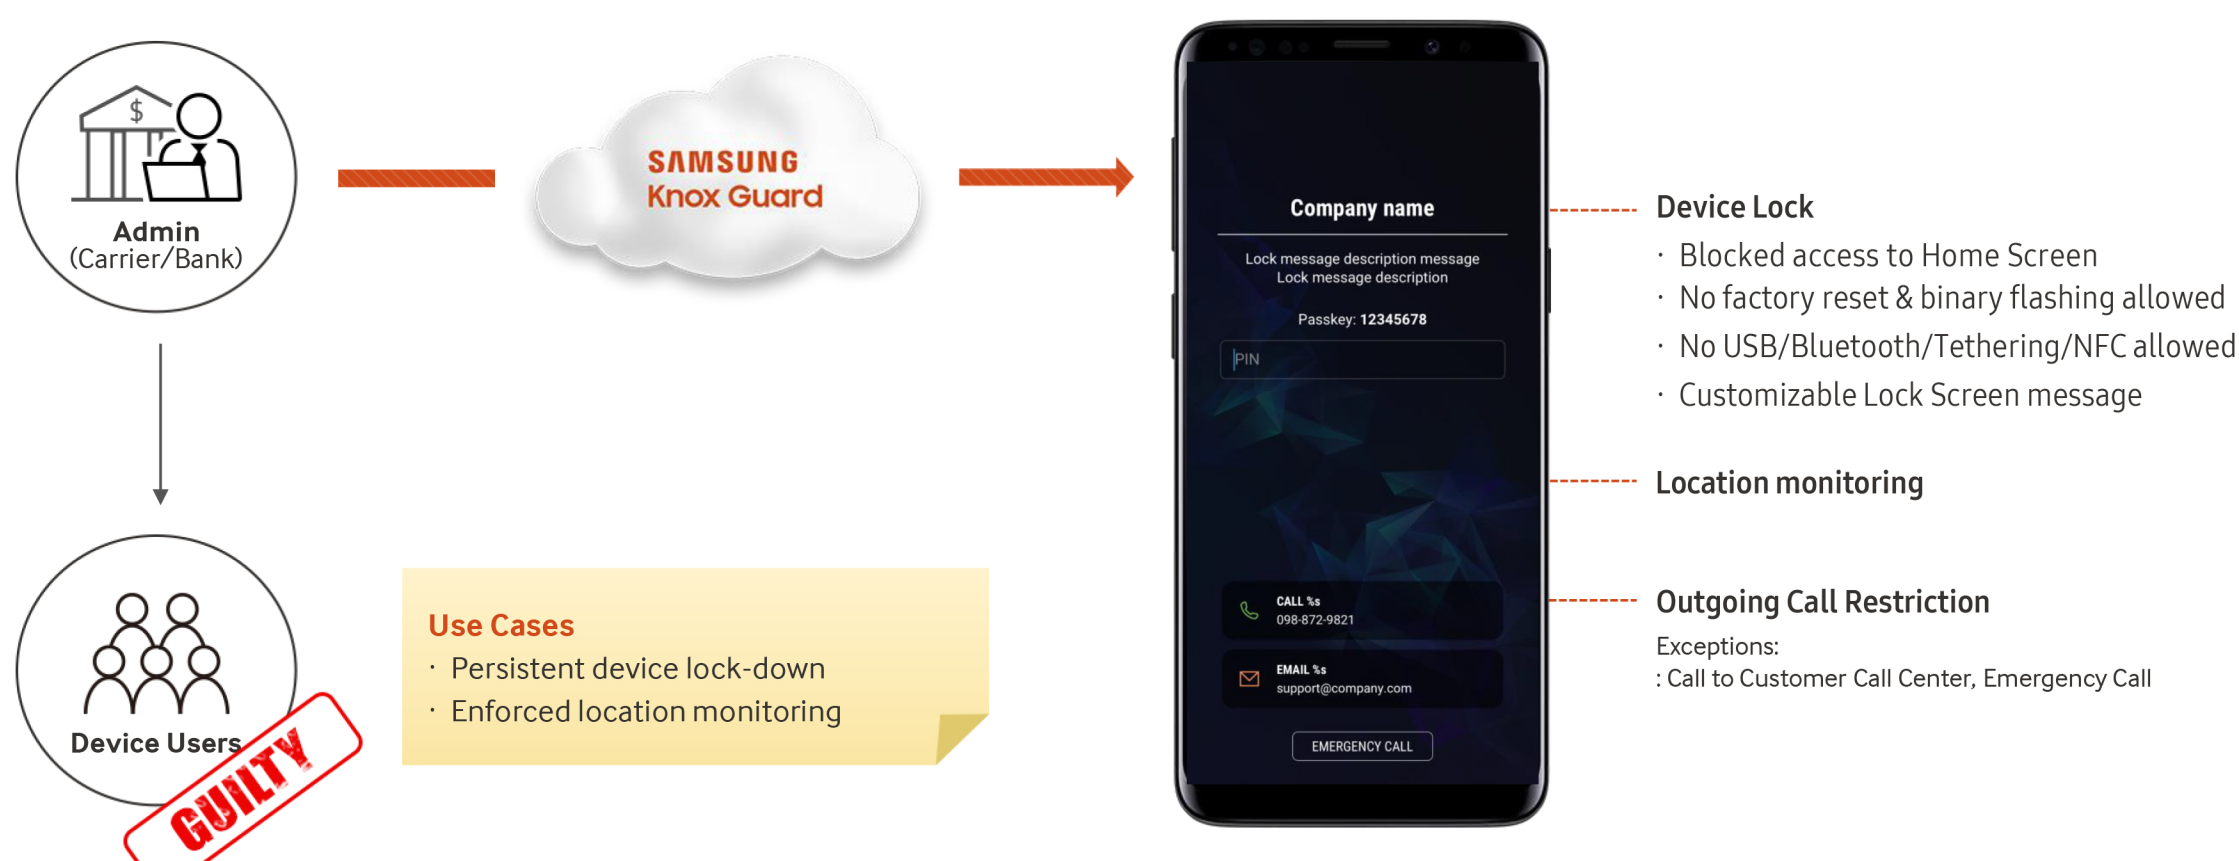 $
Admin
(Carrier/Bank)
SAMSUNG
Knox Guard
Device Users
GUILTY
Use Cases
· Persistent device lock-down
· Enforced location monitoring
Company name
Lock message description message
Lock message description
Passkey: 12345678
PIN
CALL %s
098-872-9821
EMAIL %s
support@company.com
EMERGENCY CALL
Device Lock
· Blocked access to Home Screen
· No factory reset & binary flashing allowed
· No USB/Bluetooth/Tethering/NFC allowed
· Customizable Lock Screen message
Location monitoring
Outgoing Call Restriction
Exceptions:
: Call to Customer Call Center, Emergency Call